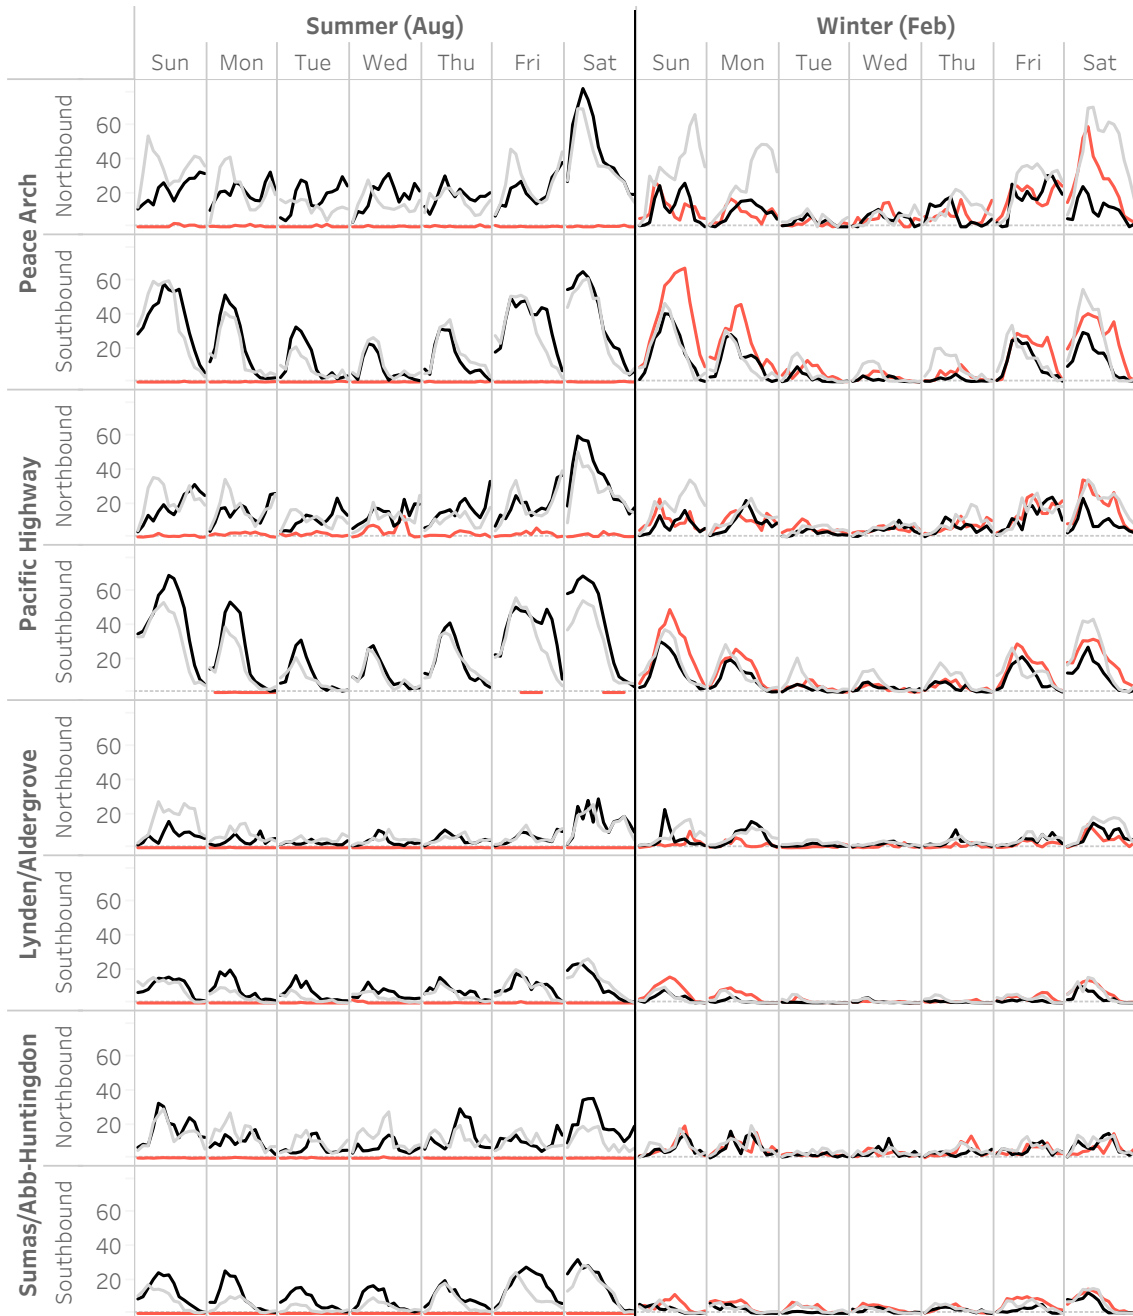 Summer (Aug) Winter (Feb)
Sun Mon Tue Wed Thu Fri Sat Sun Mon Tue Wed Thu Fri Sat
Peace Arch
Northbound
60
40
20
Southbound
60
40
20
Pacific Highway
Northbound
60
40
20
Southbound
60
40
20
Lynden/Aldergrove
Northbound
60
40
20
Southbound
60
40
20
Sumas/Abb-Huntingdon
Northbound
60
40
20
Southbound
60
40
20